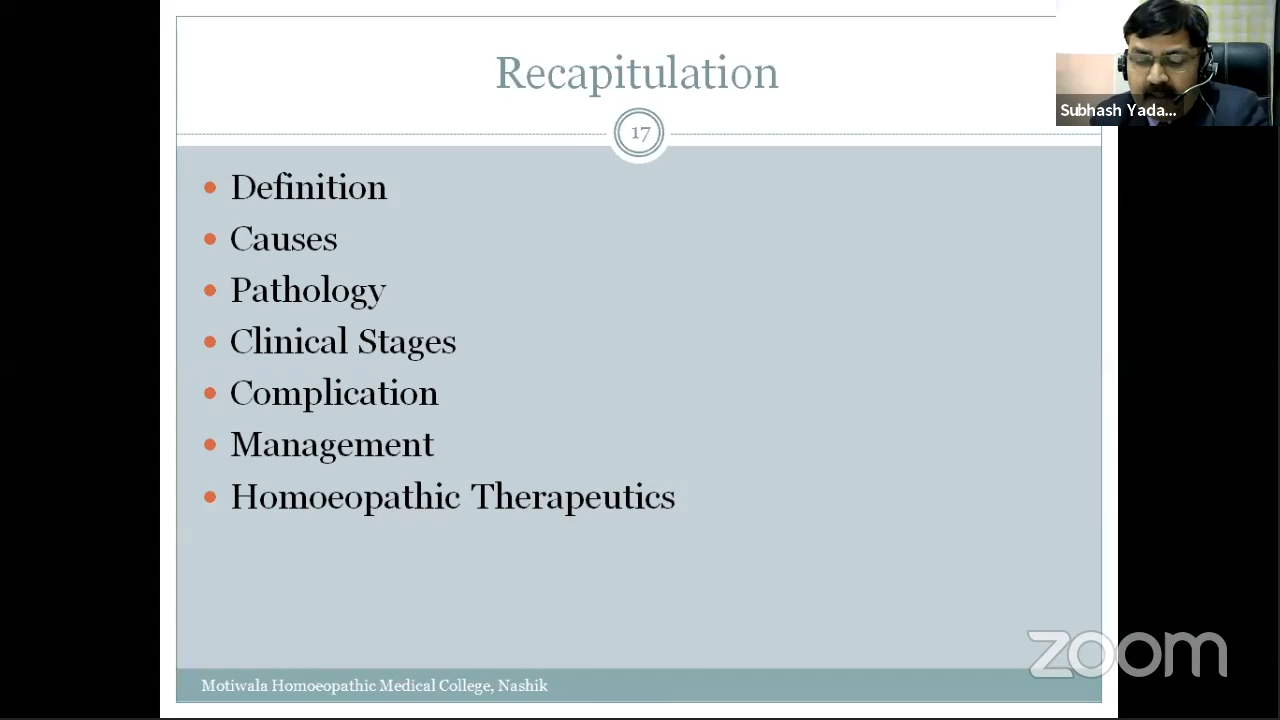 Recapitulation
Subhash Yada...
17
Definition
Causes
Pathology
Clinical Stages
Complication
Management
Homoeopathic Therapeutics
zoom
Motiwala Homoeopathic Medical College, Nashik